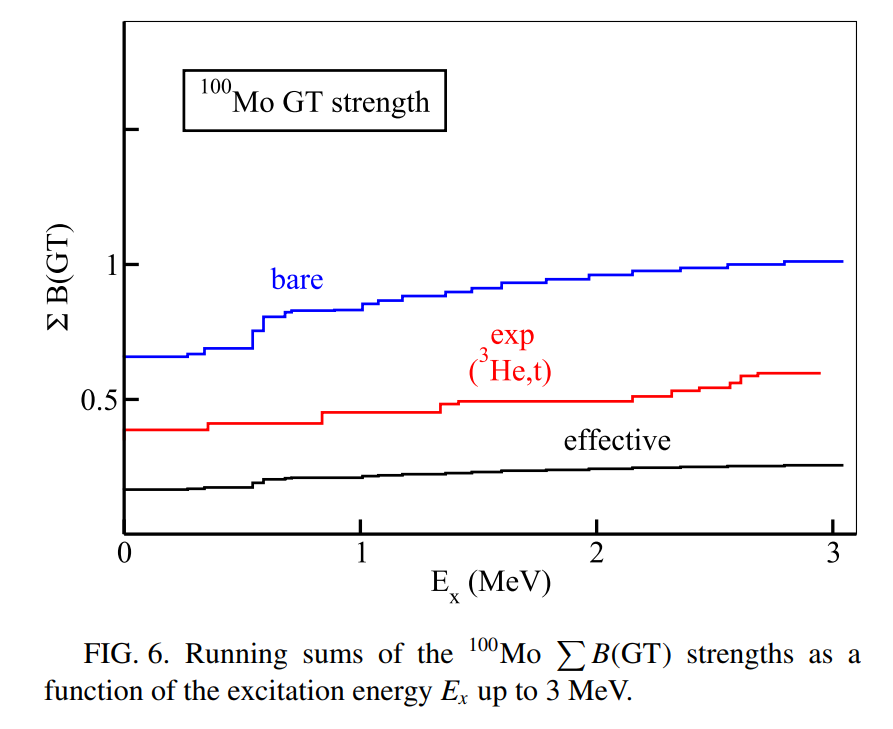 ¹⁰⁰Mo GT strength
Σ B(GT)
1
0.5
bare
exp
(³He,t)
effective
0 1 2 3
Eₓ (MeV)
FIG. 6. Running sums of the ¹⁰⁰Mo ∑ B(GT) strengths as a
function of the excitation energy Eₓ up to 3 MeV.